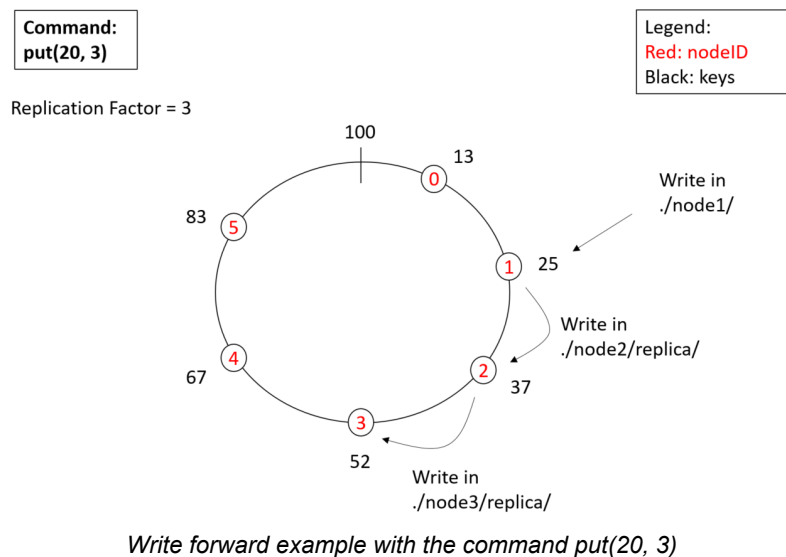 Command:
put(20, 3)
Legend:
Red: nodeID
Black: keys
Replication Factor = 3
100
13
0
Write in
./node1/
83
5
1
25
Write in
./node2/replica/
4
67
2
37
3
52
Write in
./node3/replica/
Write forward example with the command put(20, 3)